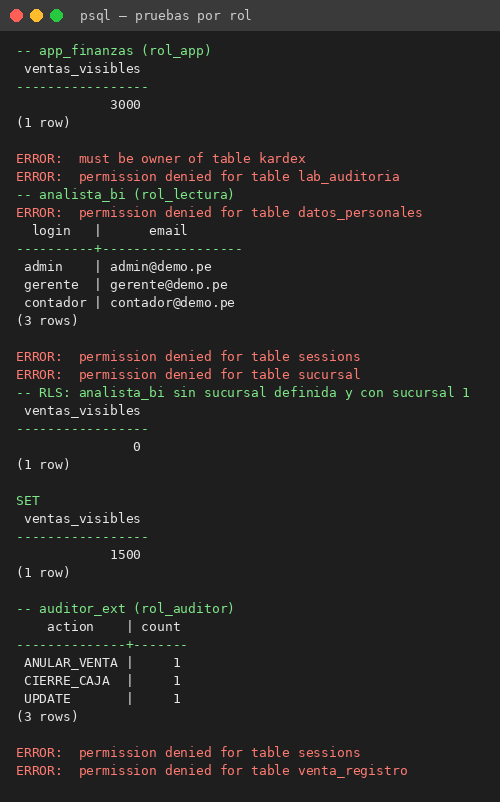 psql — pruebas por rol
-- app_finanzas (rol_app)
 ventas_visibles
-----------------
            3000
(1 row)

ERROR:  must be owner of table kardex
ERROR:  permission denied for table lab_auditoria
-- analista_bi (rol_lectura)
ERROR:  permission denied for table datos_personales
  login   |      email
----------+------------------
 admin    | admin@demo.pe
 gerente  | gerente@demo.pe
 contador | contador@demo.pe
(3 rows)

ERROR:  permission denied for table sessions
ERROR:  permission denied for table sucursal
-- RLS: analista_bi sin sucursal definida y con sucursal 1
 ventas_visibles
-----------------
               0
(1 row)

SET
 ventas_visibles
-----------------
            1500
(1 row)

-- auditor_ext (rol_auditor)
    action    | count
--------------+-------
 ANULAR_VENTA |     1
 CIERRE_CAJA  |     1
 UPDATE       |     1
(3 rows)

ERROR:  permission denied for table sessions
ERROR:  permission denied for table venta_registro